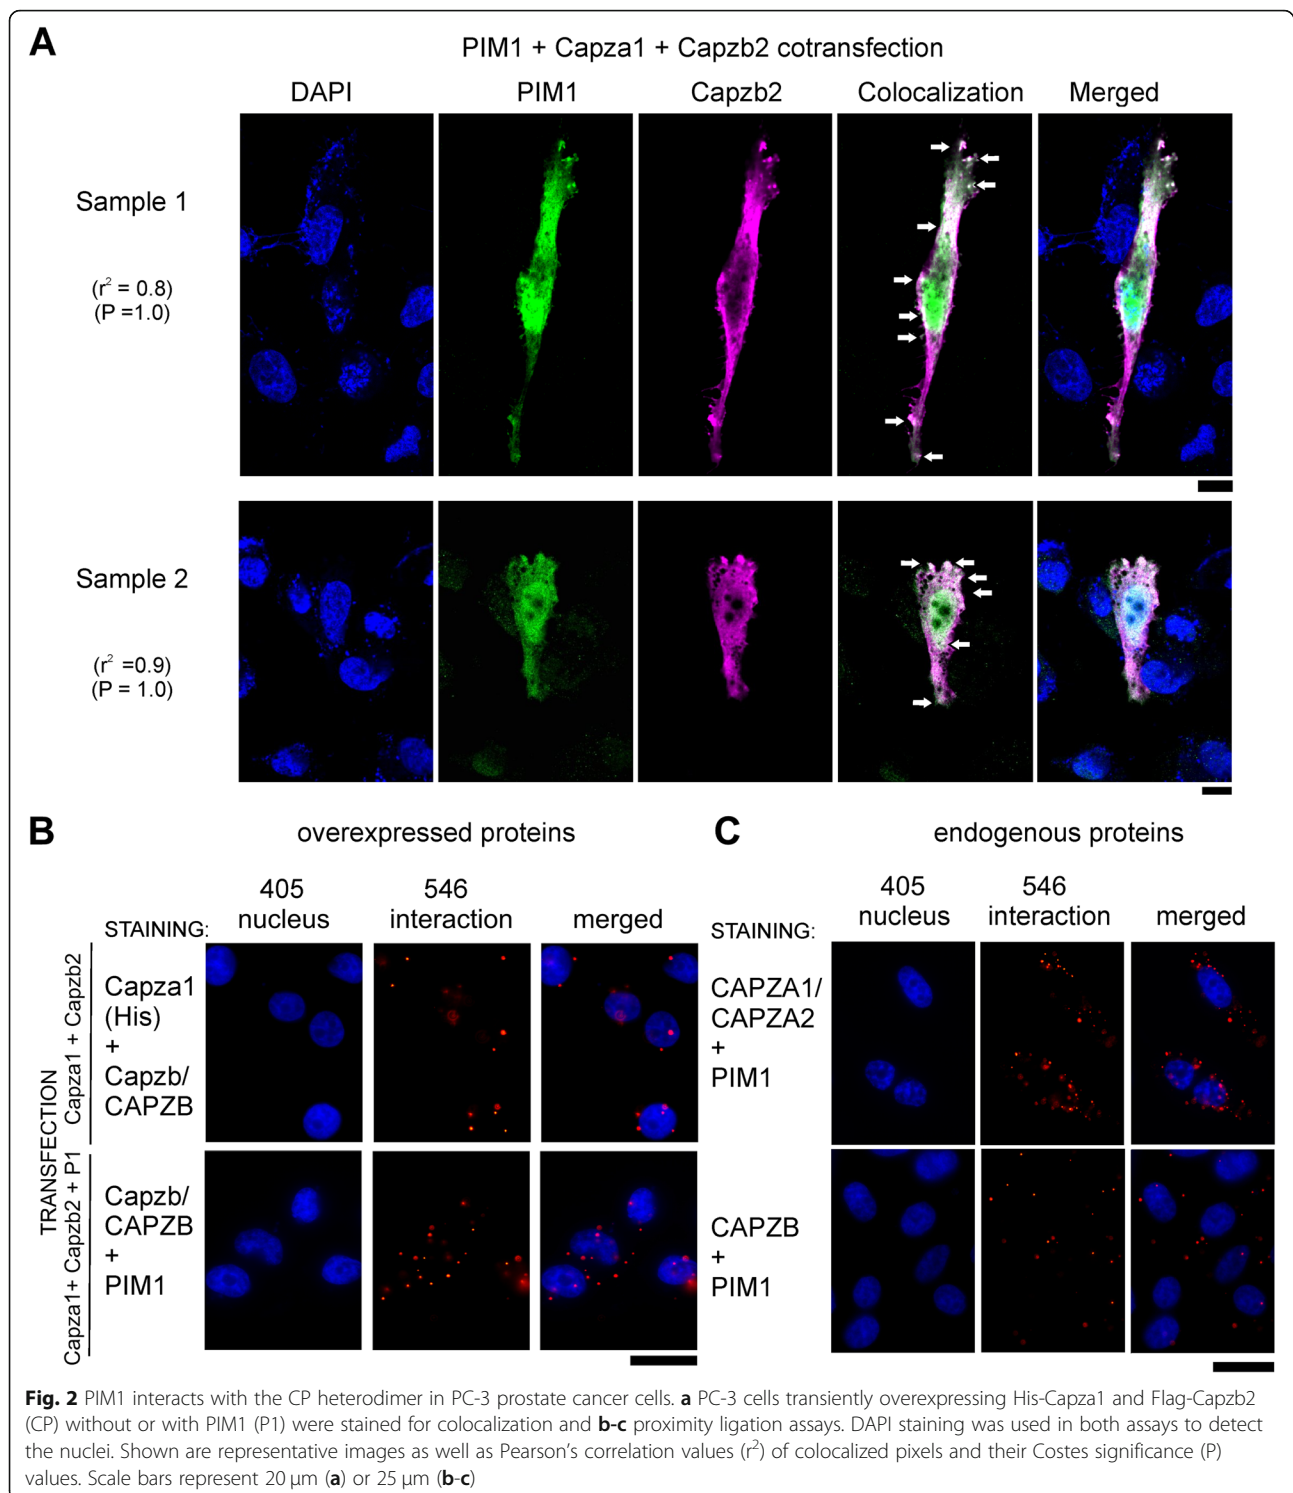 A
PIM1 + Capza1 + Capzb2 cotransfection
DAPI PIM1 Capzb2 Colocalization Merged
Sample 1
(r² = 0.8)
(P =1.0)
Sample 2
(r² =0.9)
(P = 1.0)
B overexpressed proteins
405 nucleus
546 interaction
merged
STAINING:
TRANSFECTION
Capza1 + Capzb2
Capza1
(His)
+
Capzb/
CAPZB
Capza1+ Capzb2 + P1
Capzb/
CAPZB
+
PIM1
C endogenous proteins
405 nucleus
546 interaction
merged
STAINING:
CAPZA1/
CAPZA2
+
PIM1
CAPZB
+
PIM1
Fig. 2 PIM1 interacts with the CP heterodimer in PC-3 prostate cancer cells. a PC-3 cells transiently overexpressing His-Capza1 and Flag-Capzb2
(CP) without or with PIM1 (P1) were stained for colocalization and b-c proximity ligation assays. DAPI staining was used in both assays to detect
the nuclei. Shown are representative images as well as Pearson's correlation values (r²) of colocalized pixels and their Costes significance (P)
values. Scale bars represent 20 μm (a) or 25 μm (b-c)